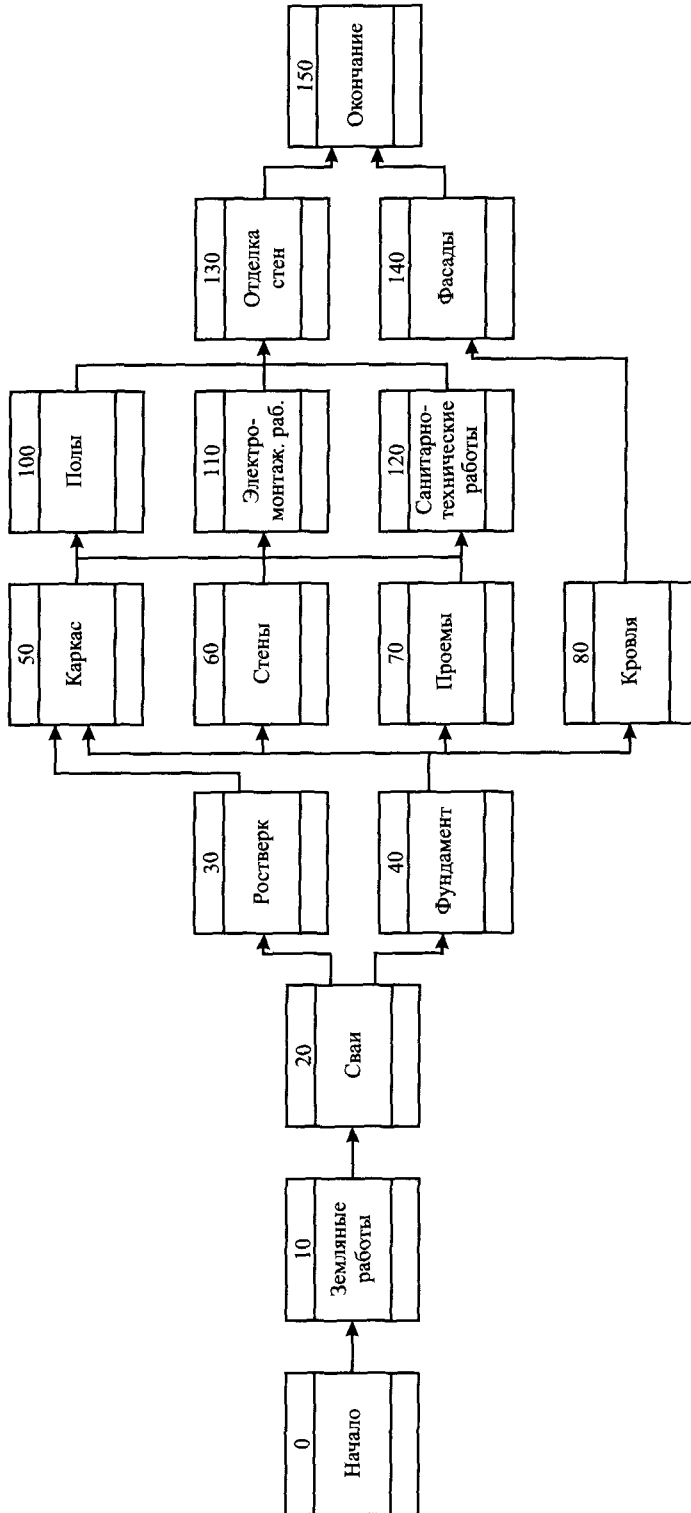 0
Начало
10
Земляные
работы
20
Сваи
30
Ростверк
40
Фундамент
50
Каркас
60
Стены
70
Проемы
80
Кровля
100
Полы
110
Электро-
монтаж. раб.
120
Санитарно-
технические
работы
130
Отделка
стен
140
Фасады
150
Окончание